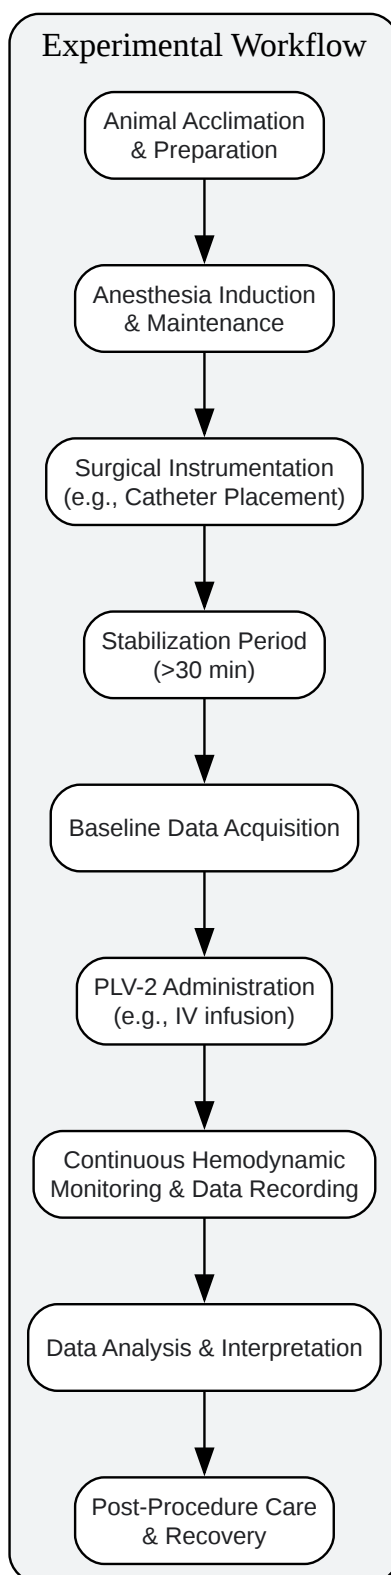 Experimental Workflow
Animal Acclimation
& Preparation
Anesthesia Induction
& Maintenance
Surgical Instrumentation
(e.g., Catheter Placement)
Stabilization Period
(>30 min)
Baseline Data Acquisition
PLV-2 Administration
(e.g., IV infusion)
Continuous Hemodynamic
Monitoring & Data Recording
Data Analysis & Interpretation
Post-Procedure Care
& Recovery